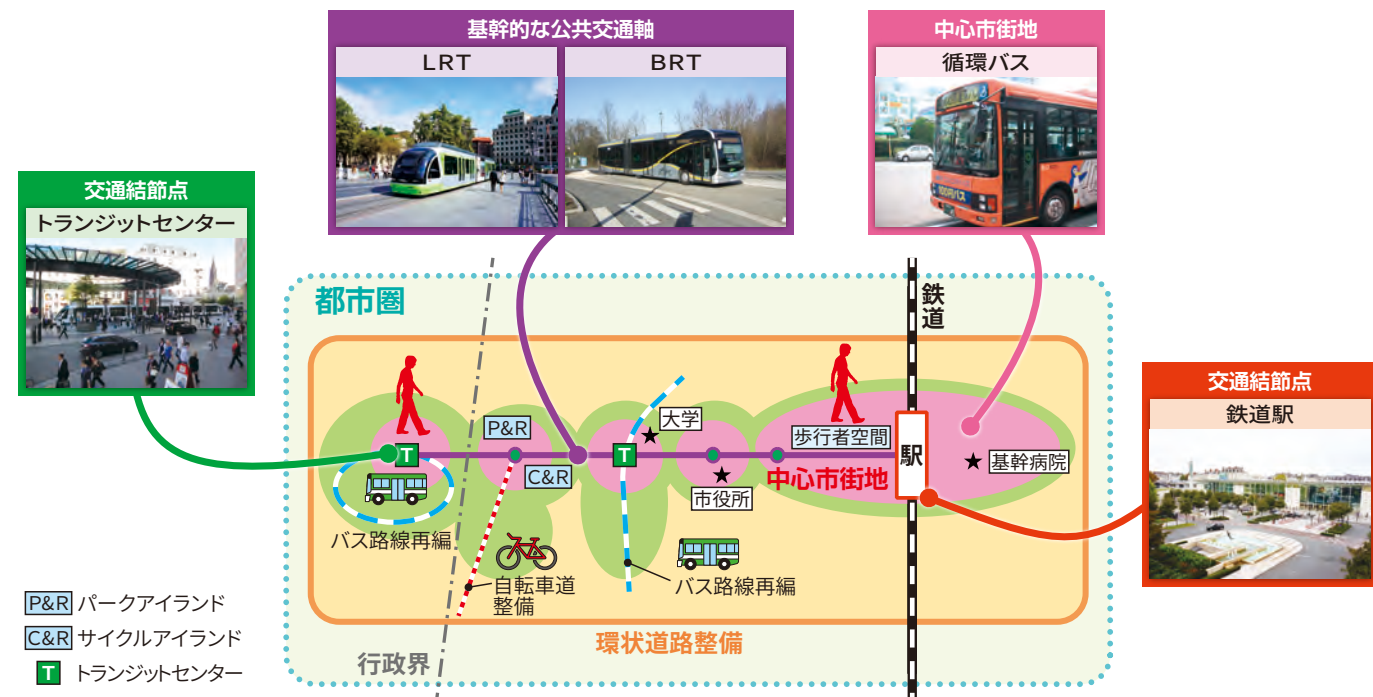 基幹的な公共交通軸
LRT
BRT
中心市街地
循環バス
100円バス
交通結節点
トランジットセンター
都市圏
鉄道
交通結節点
鉄道駅
P&R
大学
歩行者空間
T
T
C&R
駅
基幹病院
中心市街地
市役所
バス路線再編
自転車道
整備
バス路線再編
環状道路整備
行政界
P&R パークアイランド
C&R サイクルアイランド
T トランジットセンター